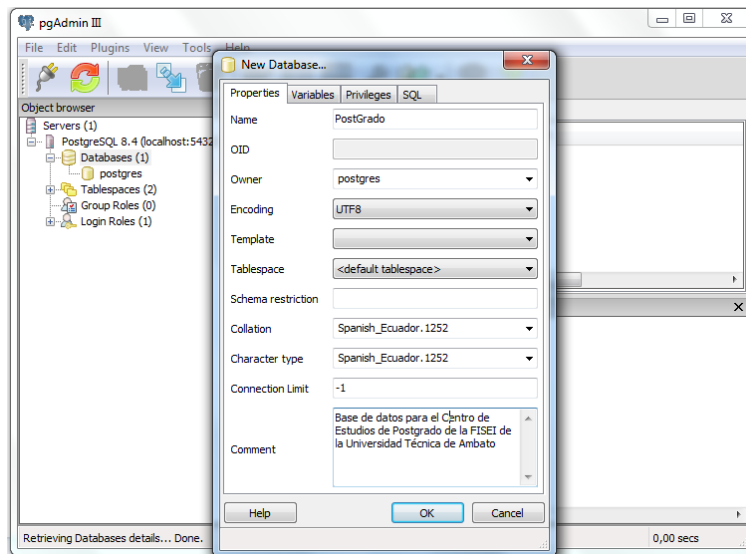 pgAdmin III
File Edit Plugins View Tools Help
Object browser
Servers (1)
PostgreSQL 8.4 (localhost:5432
Databases (1)
postgres
Tablespaces (2)
Group Roles (0)
Login Roles (1)
New Database...
Properties Variables Privileges SQL
Name PostGrado
OID
Owner postgres
Encoding UTF8
Template
Tablespace <default tablespace>
Schema restriction
Collation Spanish_Ecuador.1252
Character type Spanish_Ecuador.1252
Connection Limit -1
Comment
Base de datos para el Centro de
Estudios de Postgrado de la FISEI de
la Universidad Técnica de Ambato
Help OK Cancel
Retrieving Databases details... Done. 0,00 secs